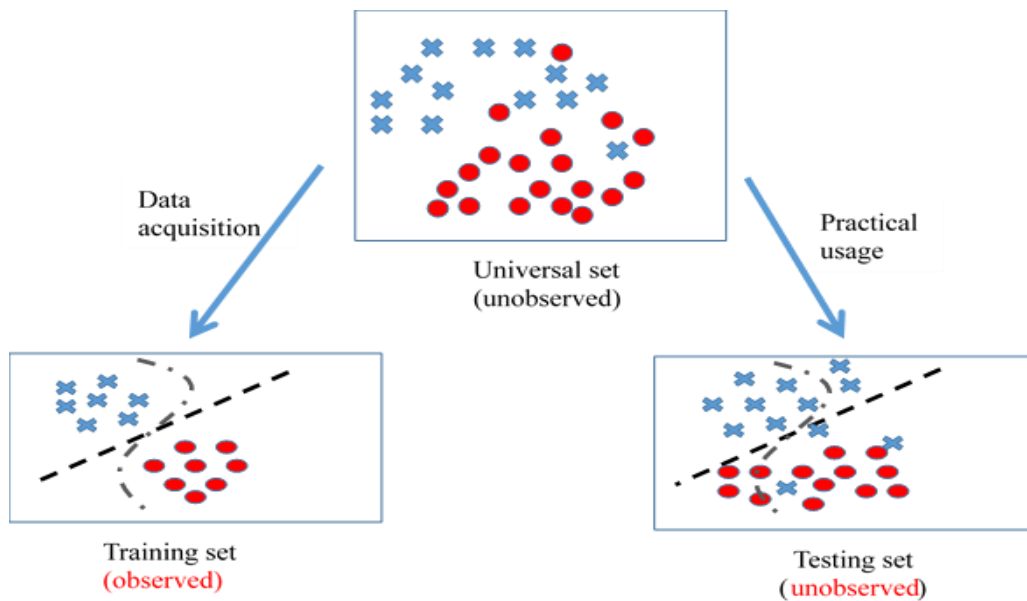 Data
acquisition
Practical
usage
Universal set
(unobserved)
Training set
(observed)
Testing set
(unobserved)